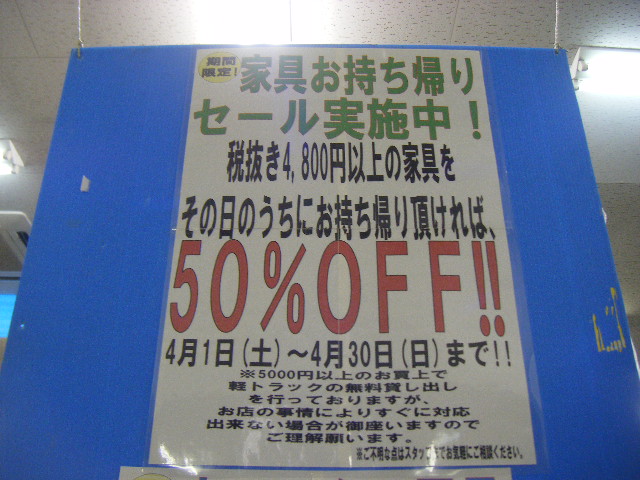 期間
限定!
家具お持ち帰り
セール実施中!
税抜き4,800円以上の家具を
その日のうちにお持ち帰り頂ければ、
50%OFF!!
4月1日(土)~4月30日(日)まで!!
※5000円以上のお買上で
軽トラックの無料貸し出し
を行っておりますが、
お店の事情によりすぐに対応
出来ない場合が御座いますので
ご理解願います。
※ご不明な点はスタッフまでお気軽にご相談ください。